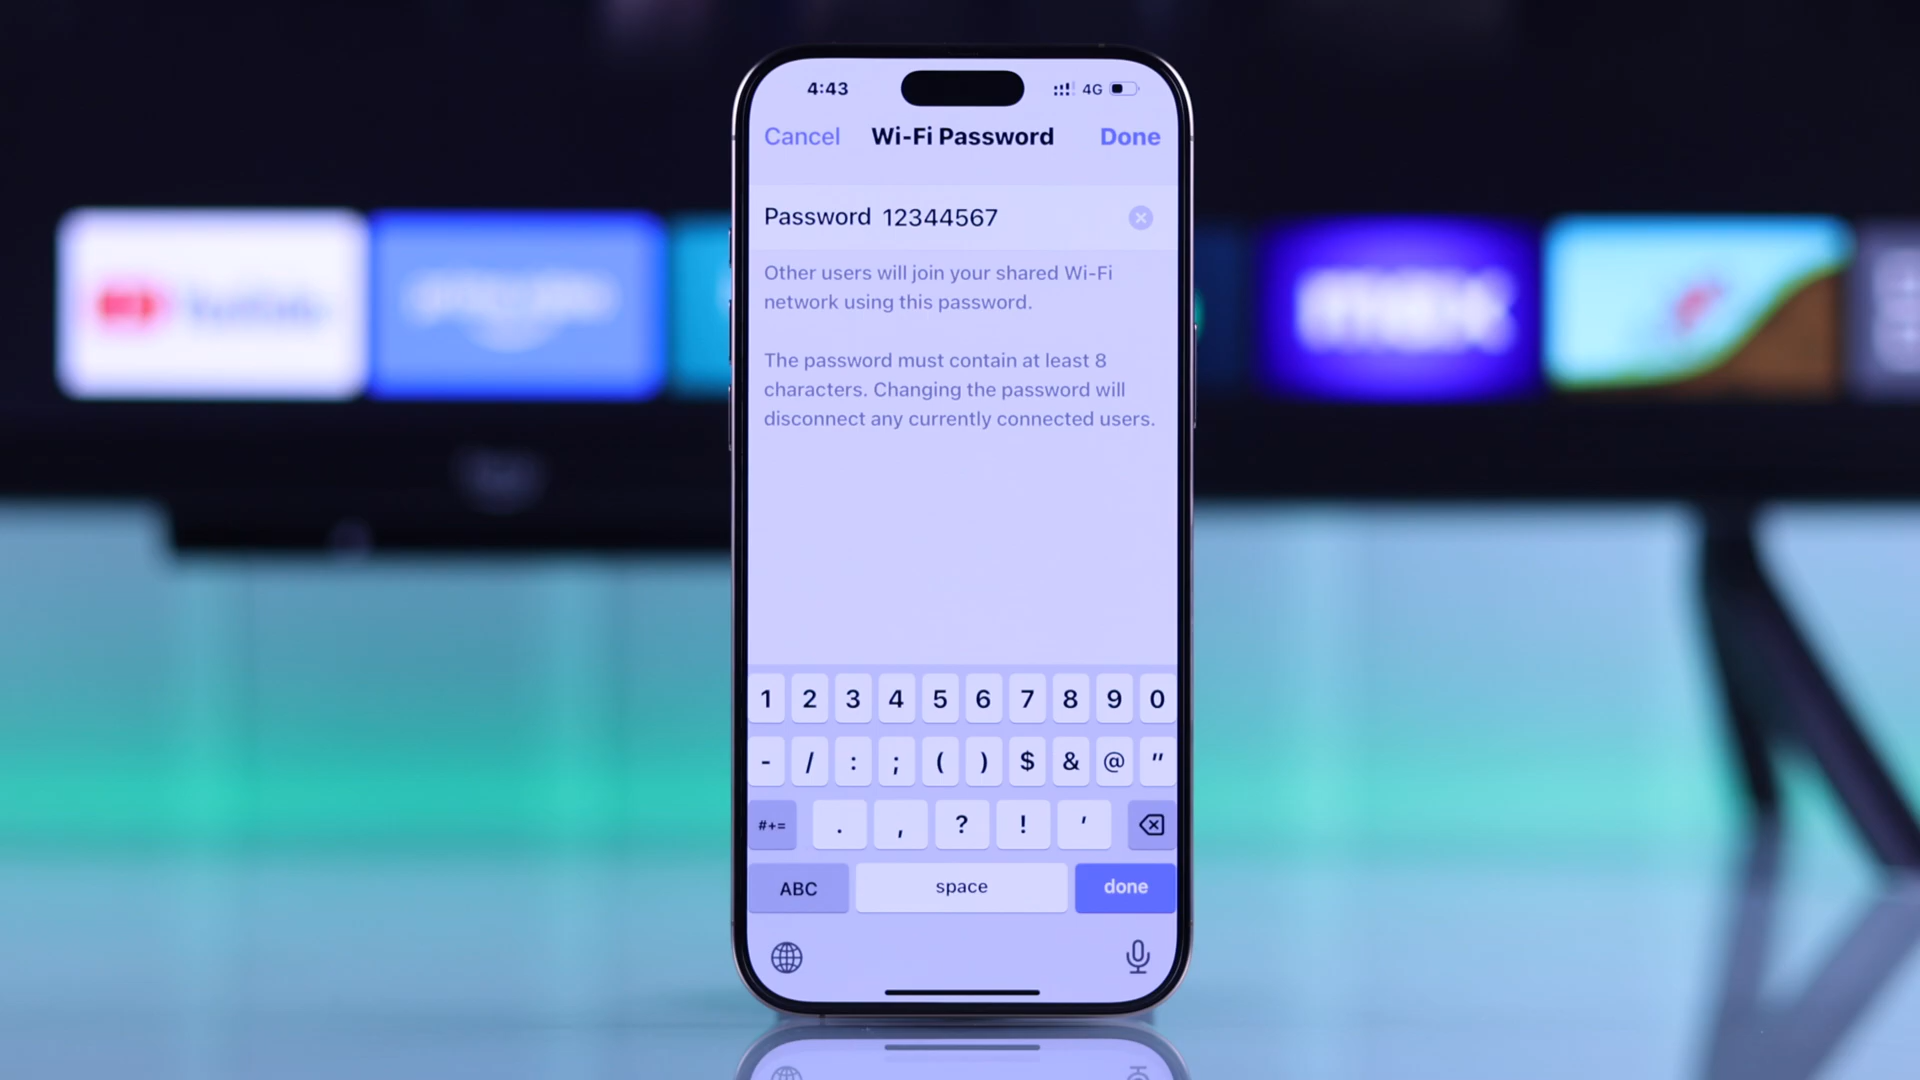 4:43
4G
Cancel
Wi-Fi Password
Done
Password 12344567
Other users will join your shared Wi-Fi
network using this password.
The password must contain at least 8
characters. Changing the password will
disconnect any currently connected users.
1 2 3 4 5 6 7 8 9 0
- / : ; ( ) $ & @ "
#+= . , ? ! '
ABC space done
max